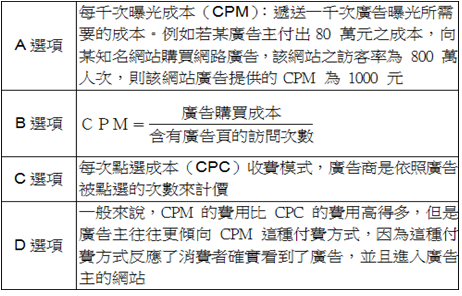 A 選項
每千次曝光成本（CPM）：遞送一千次廣告曝光所需
要的成本。例如若某廣告主付出 80 萬元之成本，向
某知名網站購買網路廣告，該網站之訪客率為 800 萬
人次，則該網站廣告提供的 CPM 為 1000 元
B 選項
ＣＰＭ＝廣告購買成本
含有廣告頁的訪問次數
C 選項
每次點選成本（CPC）收費模式，廣告商是依照廣告
被點選的次數來計價
D 選項
一般來說，CPM 的費用比 CPC 的費用高得多，但是
廣告主往往更傾向 CPM 這種付費方式，因為這種付
費方式反應了消費者確實看到了廣告，並且進入廣告
主的網站